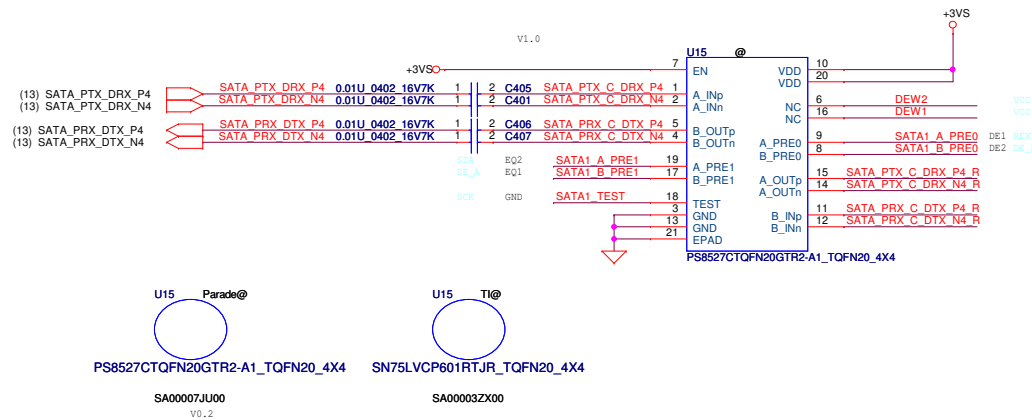 +3VS
V1.0
U15 @
+3VS 7 EN VDD 10
VDD 20
(13) SATA_PTX_DRX_P4 SATA_PTX_DRX_P4 0.01U_0402_16V7K 1 2 C405 SATA_PTX_C_DRX_P4 1 A_INp
(13) SATA_PTX_DRX_N4 SATA_PTX_DRX_N4 0.01U_0402_16V7K 1 2 C401 SATA_PTX_C_DRX_N4 2 A_INn
NC 6 DEW2 VCC
NC 16 DEW1 VCC
(13) SATA_PRX_DTX_P4 SATA_PRX_DTX_P4 0.01U_0402_16V7K 1 2 C406 SATA_PRX_C_DTX_P4 5 B_OUTp
(13) SATA_PRX_DTX_N4 SATA_PRX_DTX_N4 0.01U_0402_16V7K 1 2 C407 SATA_PRX_C_DTX_N4 4 B_OUTn
A_PRE0 9 SATA1_A_PRE0 DE1
B_PRE0 8 SATA1_B_PRE0 DE2
SDA EQ2 SATA1_A_PRE1 19 A_PRE1
DE_A EQ1 SATA1_B_PRE1 17 B_PRE1
A_OUTp 15 SATA_PTX_C_DRX_P4_R
A_OUTn 14 SATA_PTX_C_DRX_N4_R
SCK GND SATA1_TEST 18 TEST
3 GND
13 GND
21 EPAD
B_INp 11 SATA_PRX_C_DTX_P4_R
B_INn 12 SATA_PRX_C_DTX_N4_R
PS8527CTQFN20GTR2-A1_TQFN20_4X4
U15 Parade@
PS8527CTQFN20GTR2-A1_TQFN20_4X4
SA00007JU00
V0.2
U15 TI@
SN75LVCP601RTJR_TQFN20_4X4
SA00003ZX00